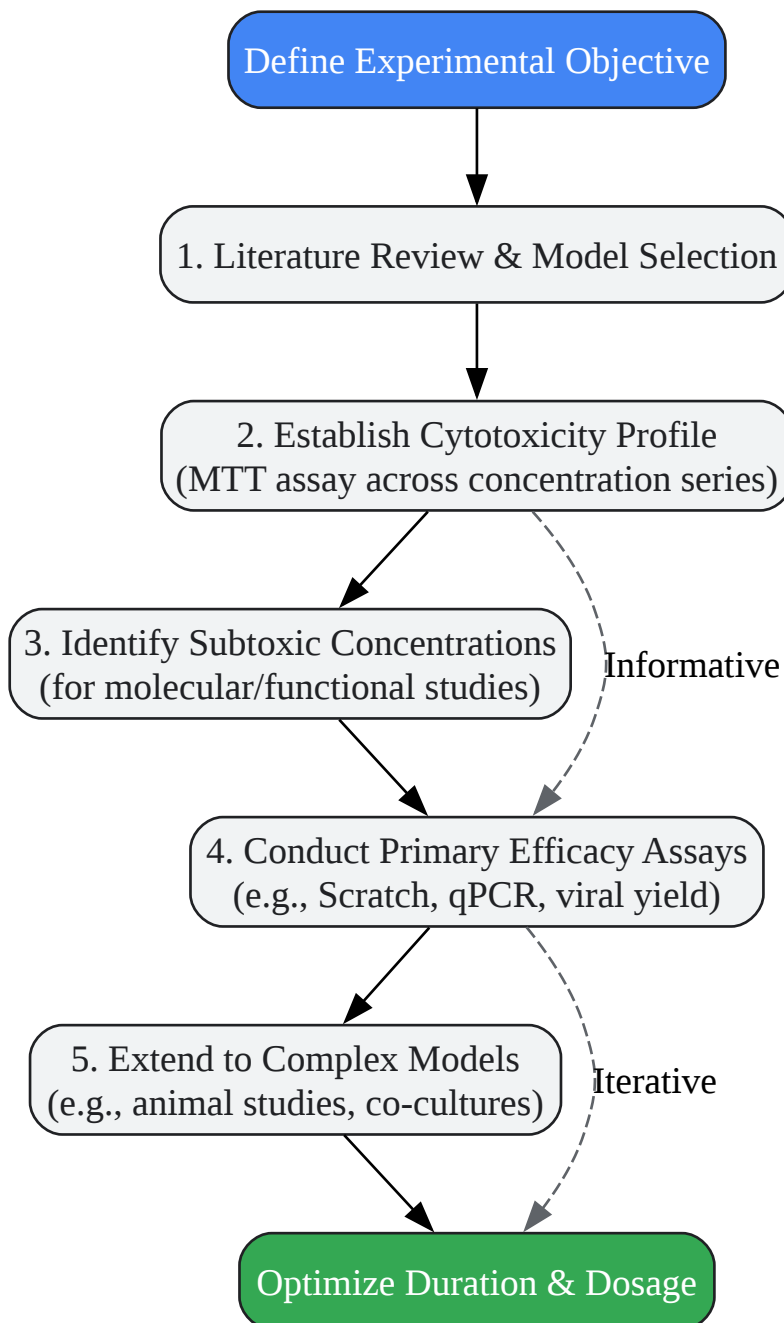 Define Experimental Objective
1. Literature Review & Model Selection
2. Establish Cytotoxicity Profile
(MTT assay across concentration series)
3. Identify Subtoxic Concentrations
(for molecular/functional studies)
Informative
4. Conduct Primary Efficacy Assays
(e.g., Scratch, qPCR, viral yield)
5. Extend to Complex Models
(e.g., animal studies, co-cultures)
Iterative
Optimize Duration & Dosage